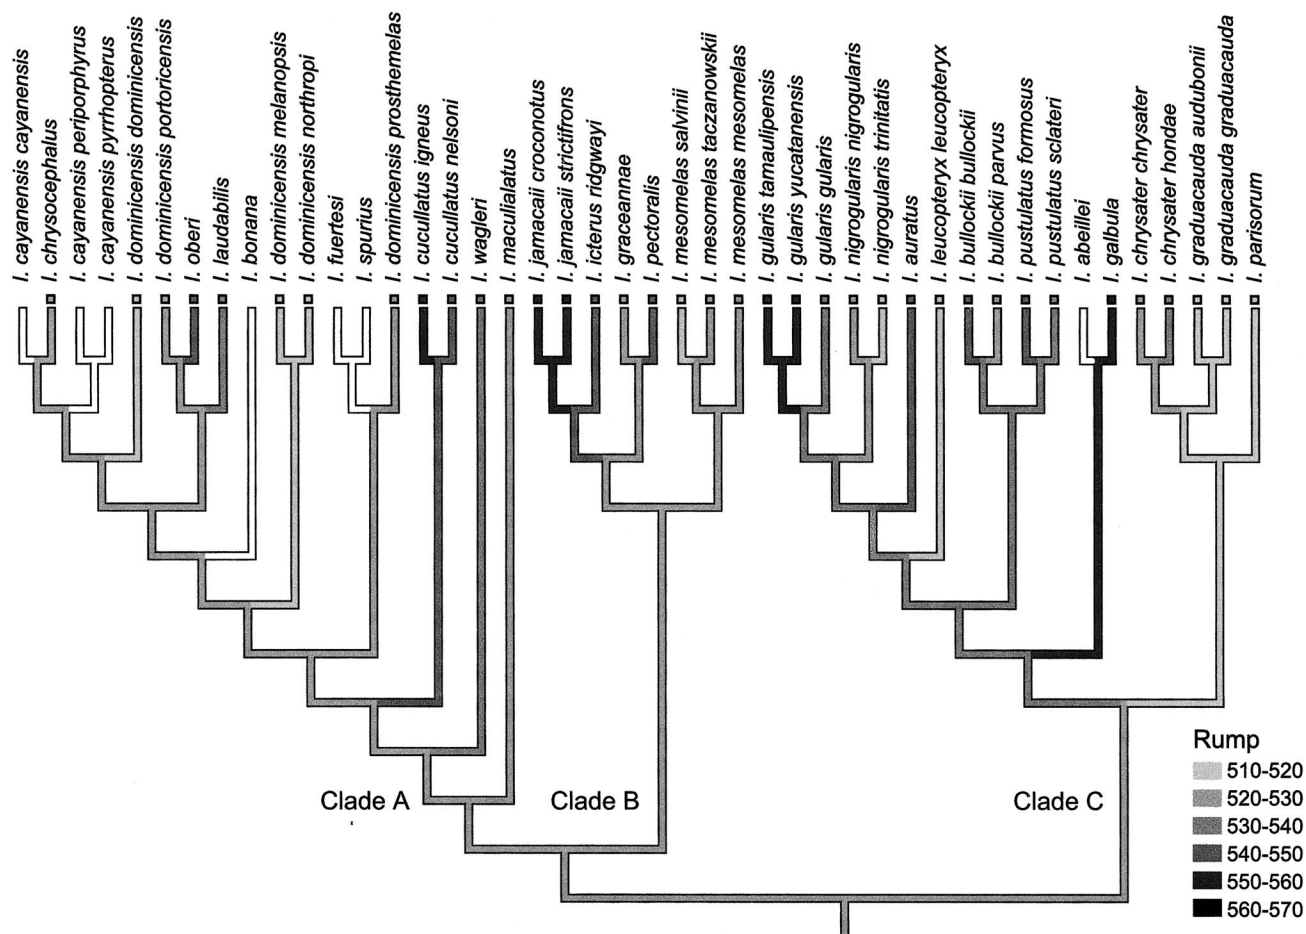 I. cayanensis cayanensis
I. chrysocephalus
I. cayanensis periporphyrus
I. cayanensis pyrrhopterus
I. dominicensis dominicensis
I. dominicensis portoricensis
I. oberi
I. laudabilis
I. bonana
I. dominicensis melanopsis
I. dominicensis northropi
I. fuertesi
I. spurius
I. dominicensis prosthemelas
I. cucullatus igneus
I. cucullatus nelsoni
I. wagleri
I. maculialatus
I. jamacaii croconotus
I. jamacaii strictifrons
I. icterus ridgwayi
I. graceannae
I. pectoralis
I. mesomelas salvinii
I. mesomelas taczanowskii
I. mesomelas mesomelas
I. gularis tamaulipensis
I. gularis yucatanensis
I. gularis gularis
I. nigrogularis nigrogularis
I. nigrogularis trinitatis
I. auratus
I. leucopteryx leucopteryx
I. bullockii bullockii
I. bullockii parvus
I. pustulatus formosus
I. pustulatus sclateri
I. abeillei
I. galbula
I. chrysater chrysater
I. chrysater hondae
I. graduacauda audubonii
I. graduacauda graduacauda
I. parisorum
Clade A
Clade B
Clade C
Rump
510-520
520-530
530-540
540-550
550-560
560-570